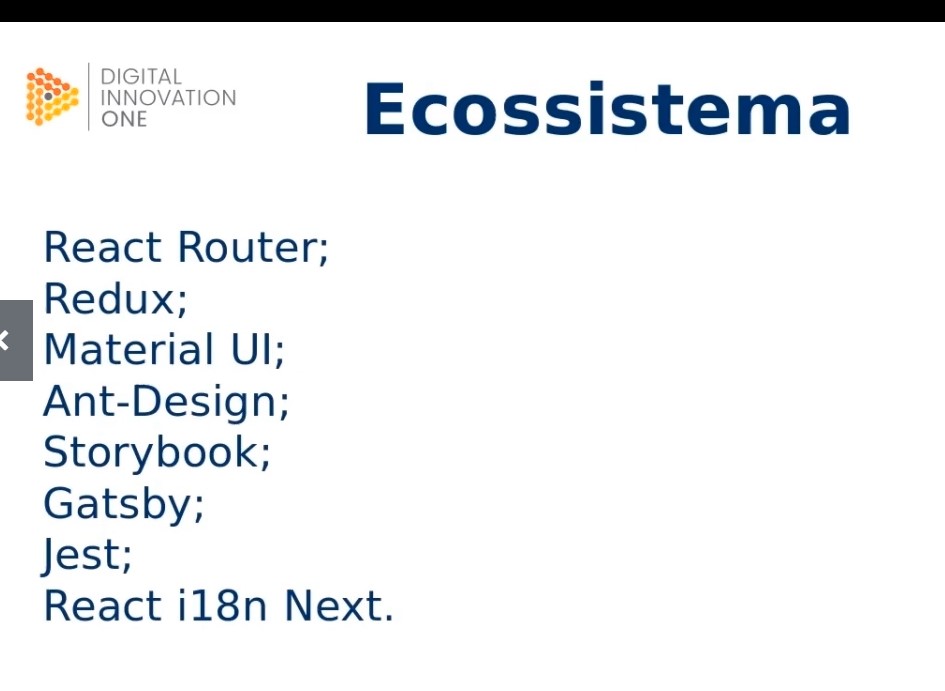 DIGITAL
INNOVATION
ONE
Ecossistema
React Router;
Redux;
Material UI;
Ant-Design;
Storybook;
Gatsby;
Jest;
React i18n Next.